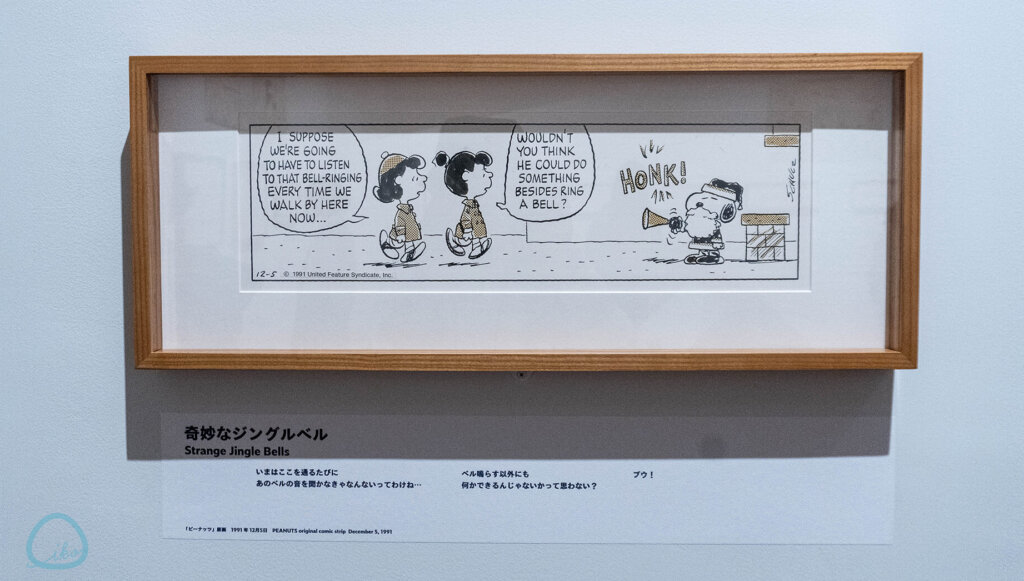 I SUPPOSE
WE'RE GOING
TO HAVE TO LISTEN
TO THAT BELL-RINGING
EVERY TIME WE
WALK BY HERE
NOW...
WOULDN'T
YOU THINK
HE COULD DO
SOMETHING
BESIDES RING
A BELL?
HONK!
SCHULZ
12-5 © 1991 United Feature Syndicate, Inc.
奇妙なジングルベル
Strange Jingle Bells
いまはここを通るたびに
あのベルの音を聞かなきゃなんないってわけね…
ベル鳴らす以外にも
何かできるんじゃないかって思わない？
ブウ！
「ピーナッツ」原画 1991年12月5日 PEANUTS original comic strip December 5, 1991